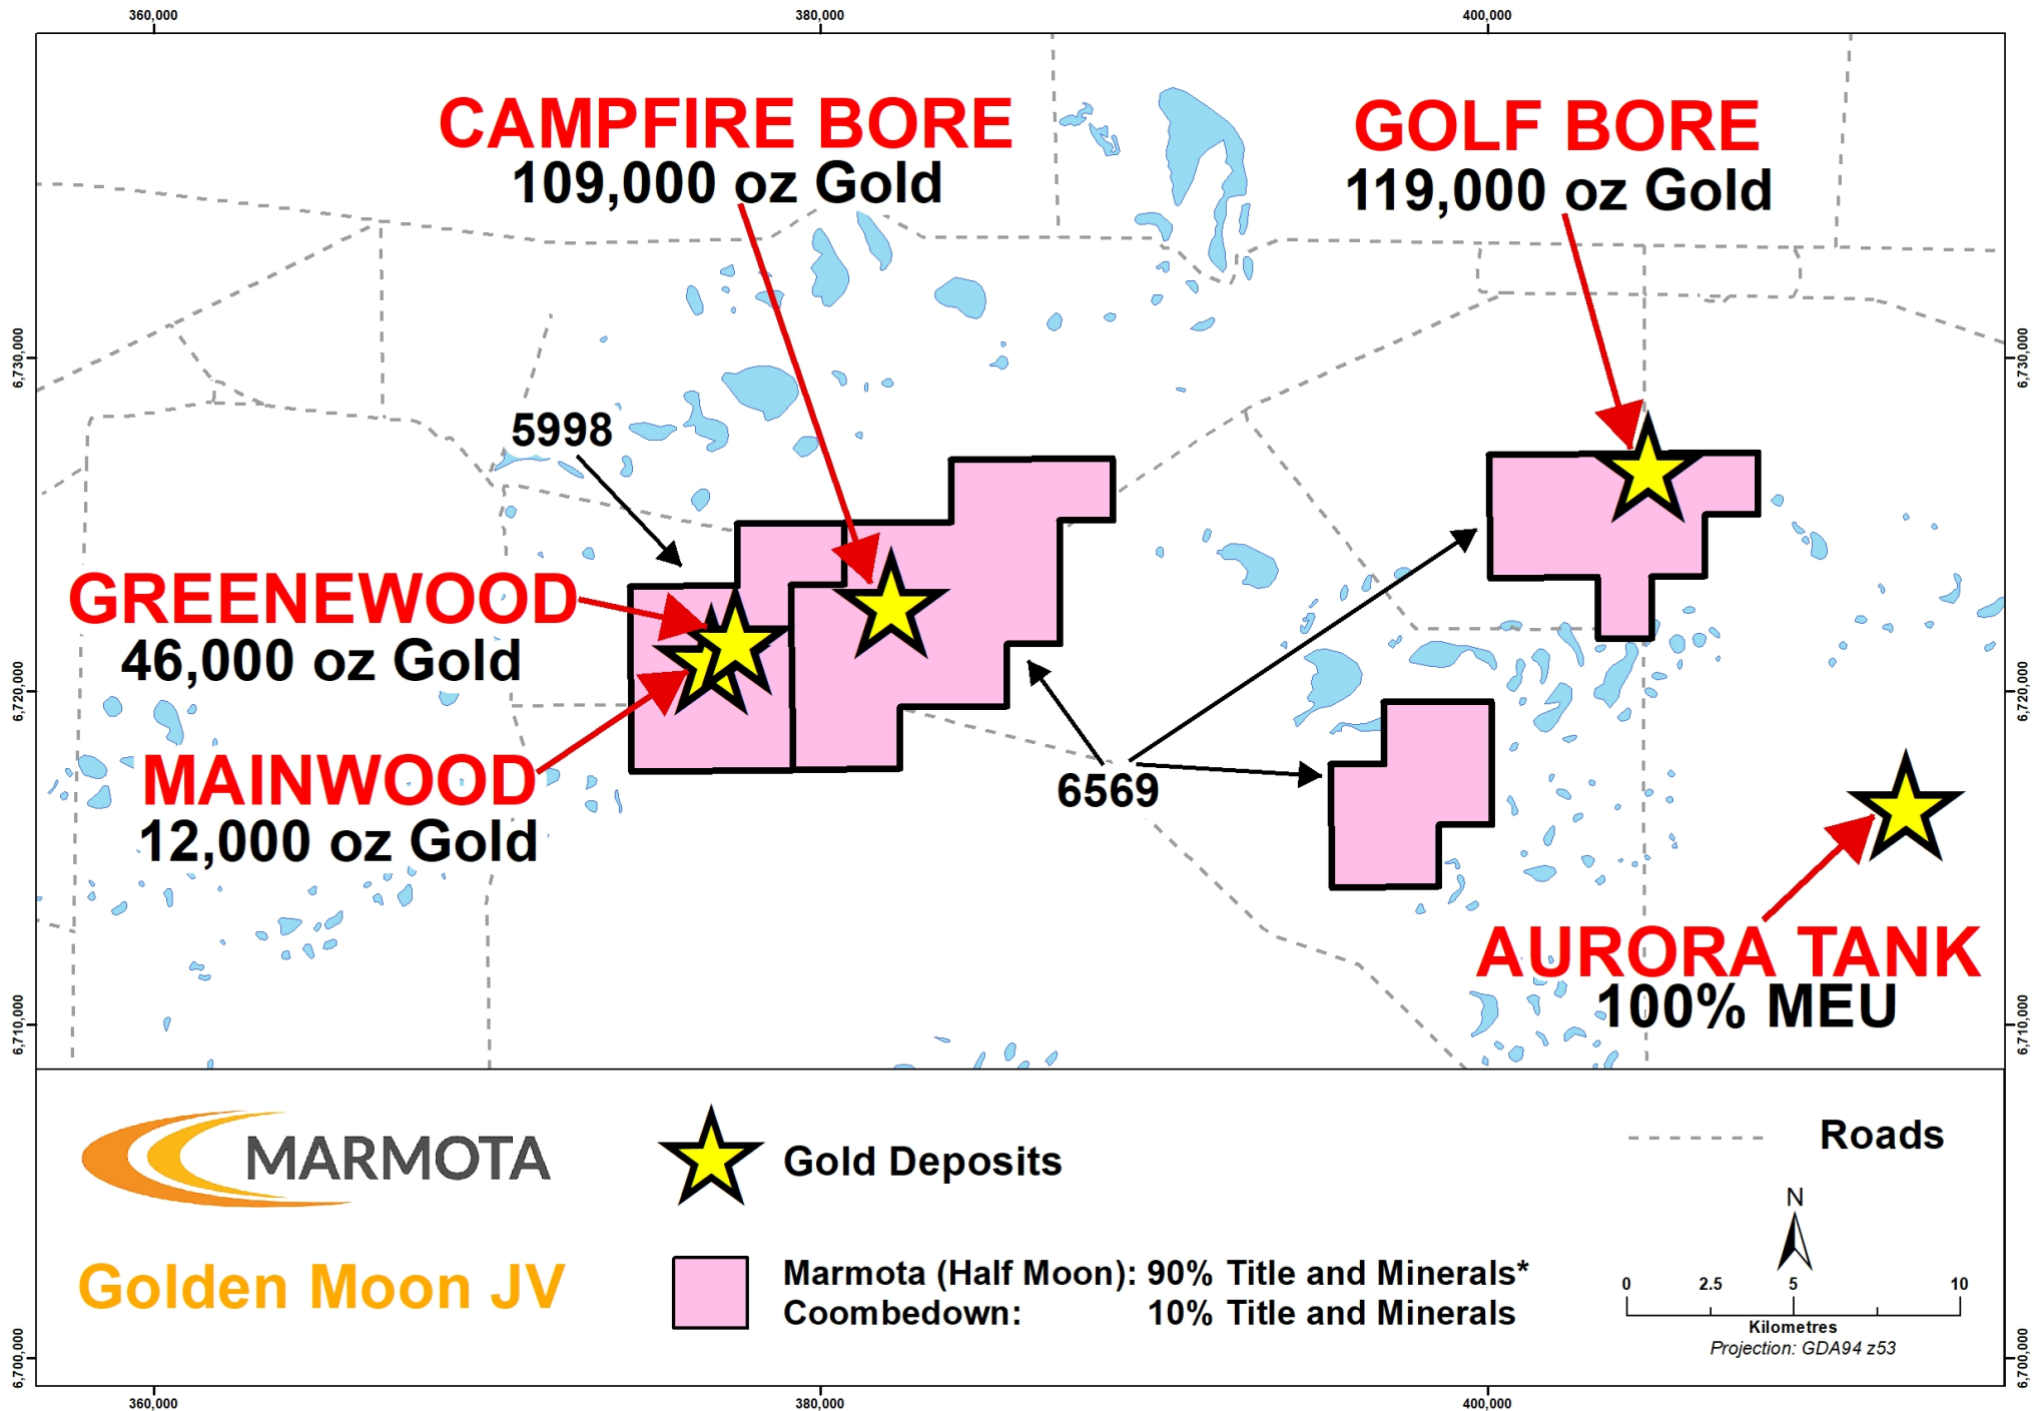 360,000
380,000
400,000
CAMPFIRE BORE
109,000 oz Gold
GOLF BORE
119,000 oz Gold
6,730,000
6,730,000
5998
GREENEWOOD
46,000 oz Gold
6,720,000
6,720,000
MAINWOOD
12,000 oz Gold
6569
AURORA TANK
100% MEU
6,710,000
6,710,000
MARMOTA
Golden Moon JV
Gold Deposits
Marmota (Half Moon): 90% Title and Minerals*
Coombedown: 10% Title and Minerals
Roads
N
0 2.5 5 10
Kilometres
Projection: GDA94 z53
6,700,000
6,700,000
360,000
380,000
400,000